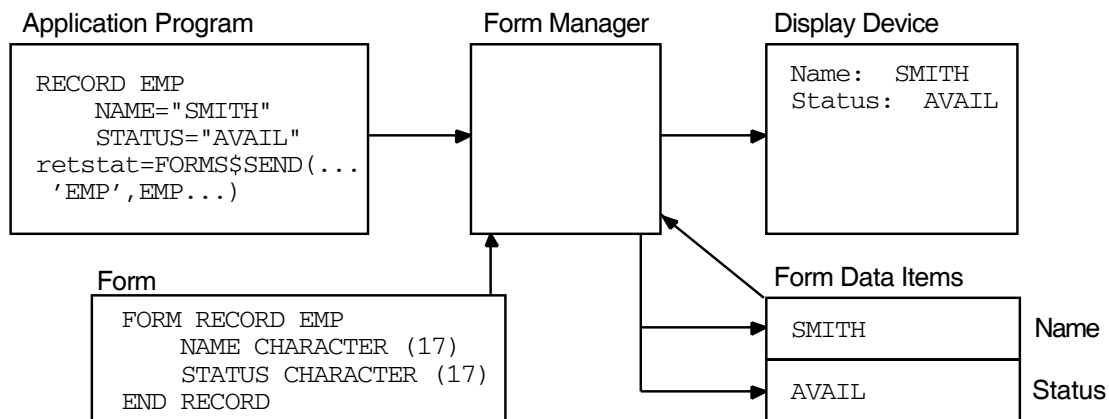 Application Program
RECORD EMP
NAME="SMITH"
STATUS="AVAIL"
retstat=FORMS$SEND(...
'EMP',EMP...)
Form Manager
Display Device
Name: SMITH
Status: AVAIL
Form
FORM RECORD EMP
NAME CHARACTER (17)
STATUS CHARACTER (17)
END RECORD
Form Data Items
SMITH
Name
AVAIL
Status